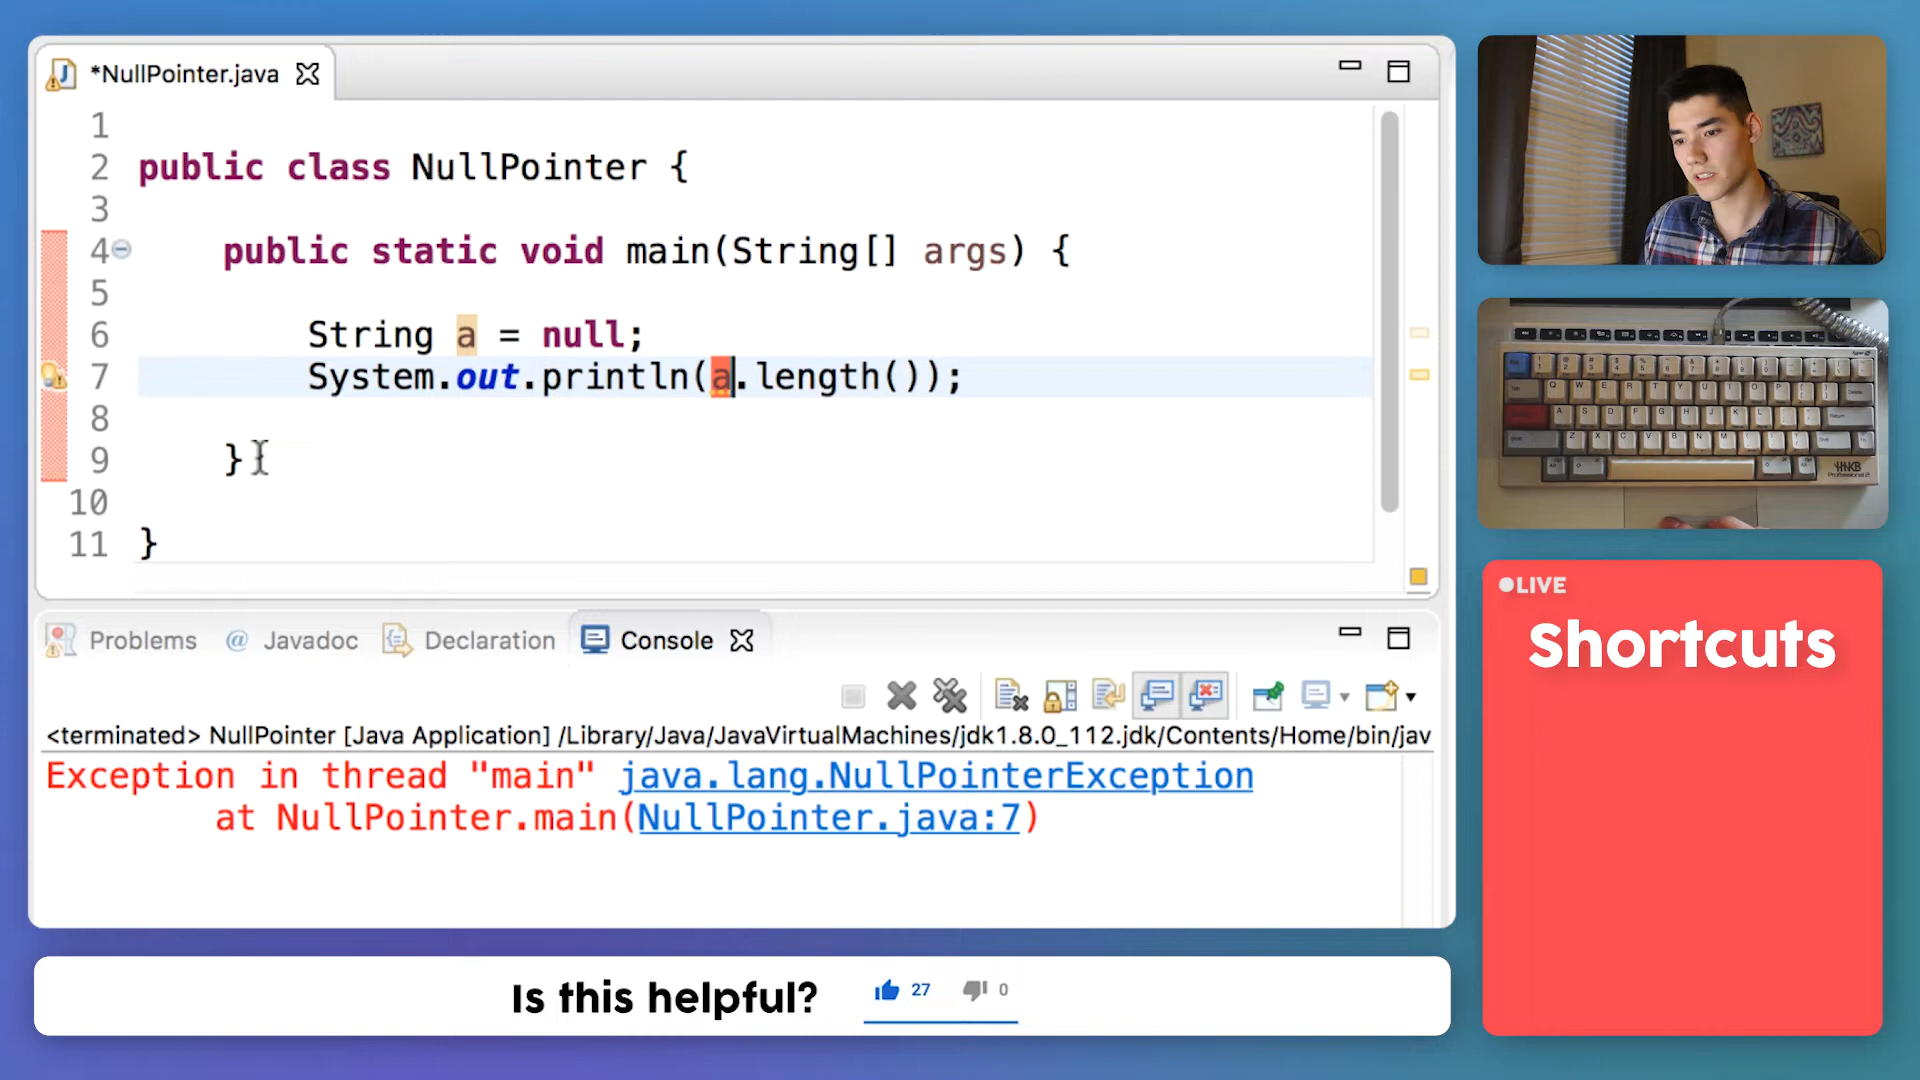 *NullPointer.java
1
2 public class NullPointer {
3
4 public static void main(String[] args) {
5
6 String a = null;
7 System.out.println(a.length());
8
9 }
10
11 }
Problems @ Javadoc Declaration Console
<terminated> NullPointer [Java Application] /Library/Java/JavaVirtualMachines/jdk1.8.0_112.jdk/Contents/Home/bin/jav
Exception in thread "main" java.lang.NullPointerException
at NullPointer.main(NullPointer.java:7)
Is this helpful? 27 0
LIVE
Shortcuts
HHKB
Professional 2